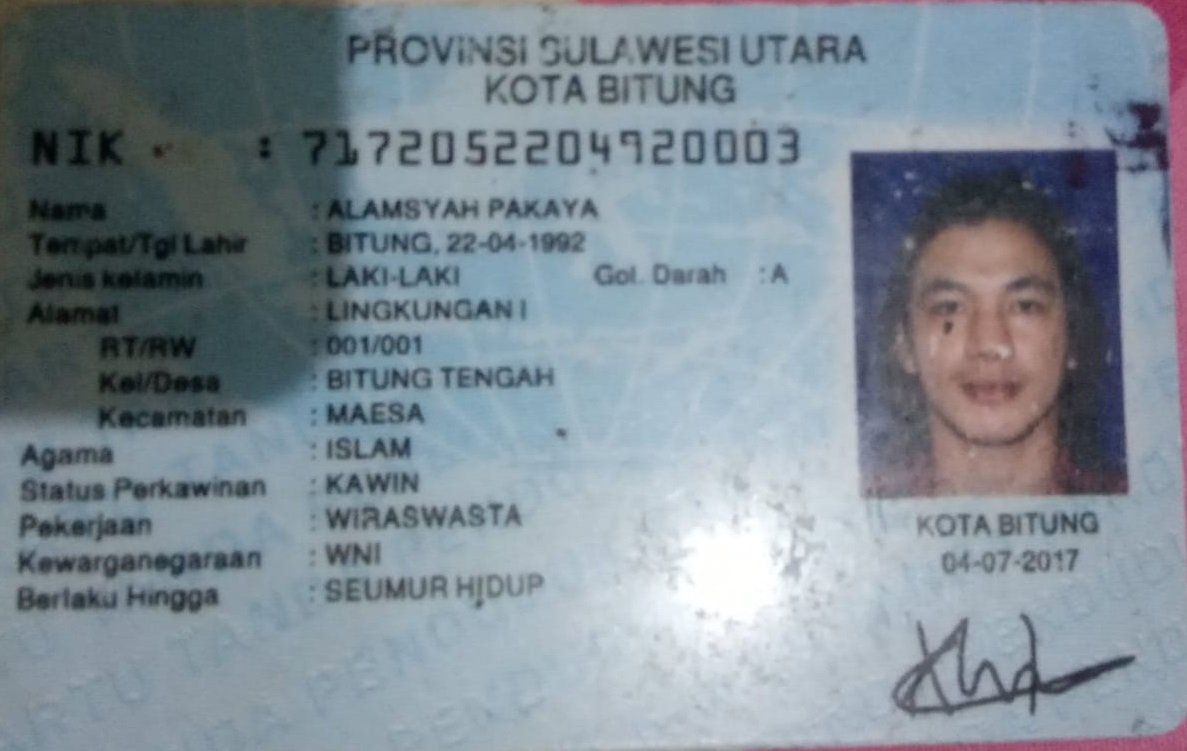 PROVINSI SULAWESI UTARA
KOTA BITUNG
NIK : 7172052204920003
Nama : ALAMSYAH PAKAYA
Tempat/Tgl Lahir : BITUNG, 22-04-1992
Jenis kelamin : LAKI-LAKI Gol. Darah : A
Alamat : LINGKUNGAN I
RT/RW : 001/001
Kel/Desa : BITUNG TENGAH
Kecamatan : MAESA
Agama : ISLAM
Status Perkawinan : KAWIN
Pekerjaan : WIRASWASTA
Kewarganegaraan : WNI
Berlaku Hingga : SEUMUR HIDUP
KOTA BITUNG
04-07-2017